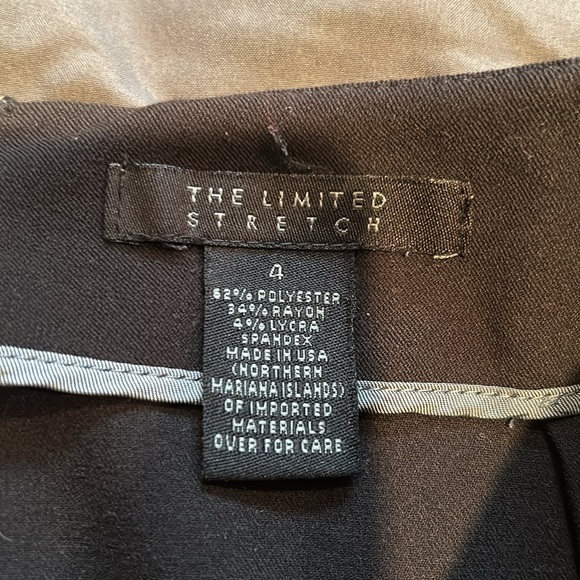 THE LIMITED
STRETCH
4
62% POLYESTER
34% RAYON
4% LYCRA
SPANDEX
MADE IN USA
(NORTHERN
MARIANA ISLANDS)
OF IMPORTED
MATERIALS
OVER FOR CARE